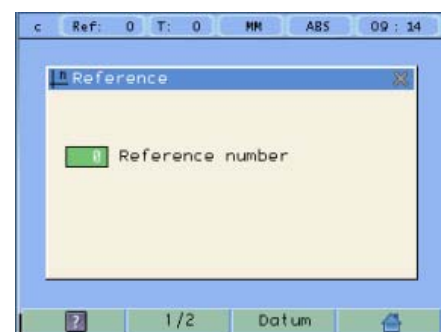 c Ref: 0 T: 0 MM ABS 09 : 14
n Reference
0 Reference number
? 1/2 Datum